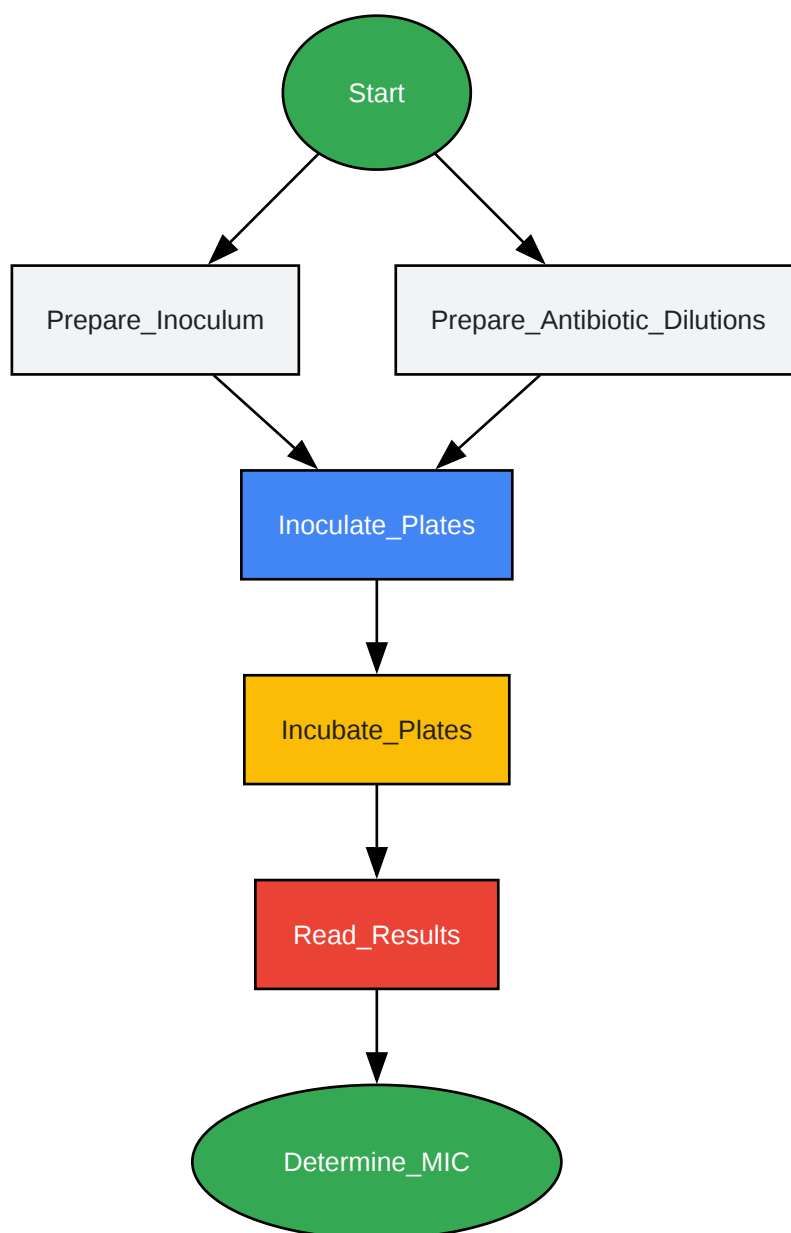 Start
Prepare_Inoculum
Prepare_Antibiotic_Dilutions
Inoculate_Plates
Incubate_Plates
Read_Results
Determine_MIC